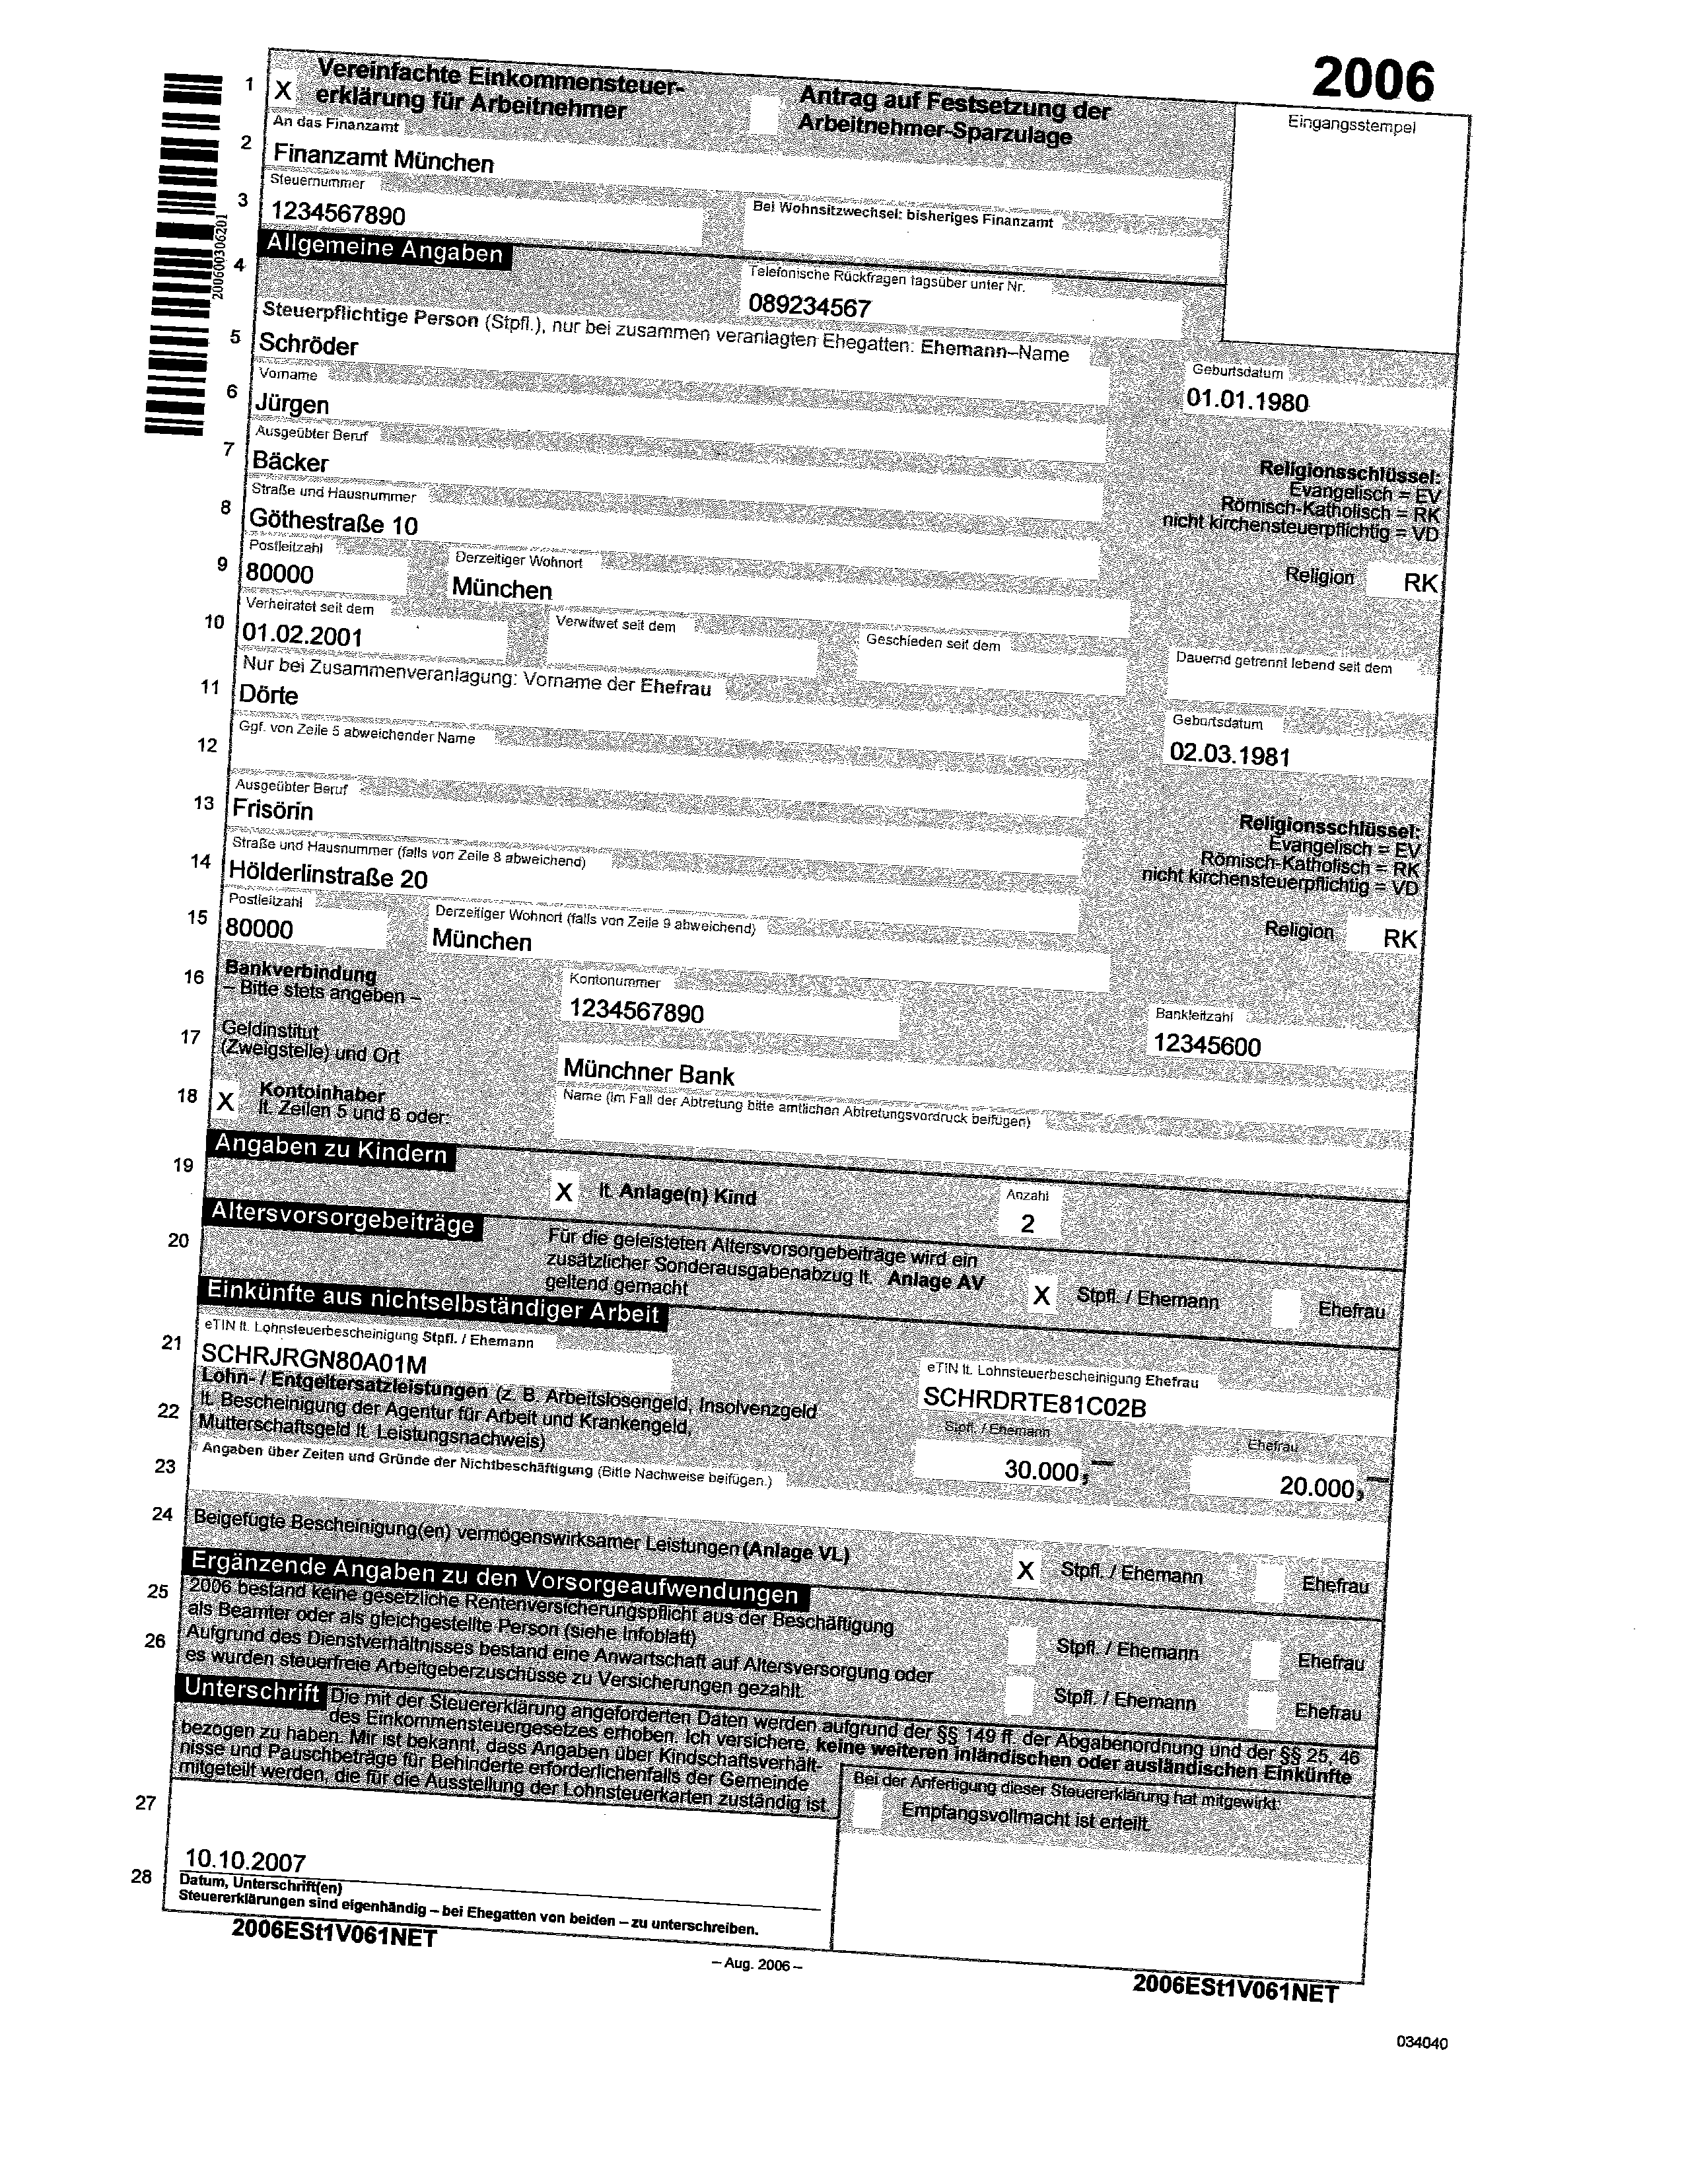 2006
1 X Vereinfachte Einkommensteuer-
erklärung für Arbeitnehmer
Antrag auf Festsetzung der
Arbeitnehmer-Sparzulage
Eingangsstempel
An das Finanzamt
2 Finanzamt München
Steuernummer
3 1234567890
Bei Wohnsitzwechsel: bisheriges Finanzamt
200600306201
4 Allgemeine Angaben
Telefonische Rückfragen tagsüber unter Nr.
089234567
Steuerpflichtige Person (Stpfl.), nur bei zusammen veranlagten Ehegatten: Ehemann–Name
5 Schröder
Geburtsdatum
01.01.1980
Vorname
6 Jürgen
Ausgeübter Beruf
7 Bäcker
Religionsschlüssel:
Evangelisch = EV
Römisch-Katholisch = RK
nicht kirchensteuerpflichtig = VD
Straße und Hausnummer
8 Göthestraße 10
Postleitzahl Derzeitiger Wohnort
9 80000 München
Religion RK
Verheiratet seit dem Verwitwet seit dem Geschieden seit dem Dauernd getrennt lebend seit dem
10 01.02.2001
Nur bei Zusammenveranlagung: Vorname der Ehefrau
11 Dörte
Geburtsdatum
02.03.1981
Ggf. von Zeile 5 abweichender Name
12
Ausgeübter Beruf
13 Frisörin
Religionsschlüssel:
Evangelisch = EV
Römisch-Katholisch = RK
nicht kirchensteuerpflichtig = VD
Straße und Hausnummer (falls von Zeile 8 abweichend)
14 Hölderlinstraße 20
Postleitzahl Derzeitiger Wohnort (falls von Zeile 9 abweichend)
15 80000 München
Religion RK
16 Bankverbindung
– Bitte stets angeben –
Kontonummer
1234567890
Bankleitzahl
12345600
17 Geldinstitut
(Zweigstelle) und Ort
Münchner Bank
18 X Kontoinhaber
lt. Zeilen 5 und 6 oder:
Name (im Fall der Abtretung bitte amtlichen Abtretungsvordruck beifügen)
Angaben zu Kindern
19 X lt. Anlage(n) Kind
Anzahl
2
Altersvorsorgebeiträge
20 Für die geleisteten Altersvorsorgebeiträge wird ein
zusätzlicher Sonderausgabenabzug lt. Anlage AV
geltend gemacht
X Stpfl. / Ehemann Ehefrau
Einkünfte aus nichtselbständiger Arbeit
eTIN lt. Lohnsteuerbescheinigung Stpfl. / Ehemann
21 SCHRJRGN80A01M
eTIN lt. Lohnsteuerbescheinigung Ehefrau
SCHRDRTE81C02B
22 Lohn- / Entgeltersatzleistungen (z. B. Arbeitslosengeld, Insolvenzgeld
lt. Bescheinigung der Agentur für Arbeit und Krankengeld,
Mutterschaftsgeld lt. Leistungsnachweis)
Stpfl. / Ehemann
30.000,–
Ehefrau
20.000,–
23 Angaben über Zeiten und Gründe der Nichtbeschäftigung (Bitte Nachweise beifügen.)
24 Beigefügte Bescheinigung(en) vermögenswirksamer Leistungen (Anlage VL)
X Stpfl. / Ehemann Ehefrau
Ergänzende Angaben zu den Vorsorgeaufwendungen
25 2006 bestand keine gesetzliche Rentenversicherungspflicht aus der Beschäftigung
als Beamter oder als gleichgestellte Person (siehe Infoblatt)
Stpfl. / Ehemann Ehefrau
26 Aufgrund des Dienstverhältnisses bestand eine Anwartschaft auf Altersversorgung oder
es wurden steuerfreie Arbeitgeberzuschüsse zu Versicherungen gezahlt.
Stpfl. / Ehemann Ehefrau
Unterschrift Die mit der Steuererklärung angeforderten Daten werden aufgrund der §§ 149 ff. der Abgabenordnung und der §§ 25, 46
des Einkommensteuergesetzes erhoben. Ich versichere, keine weiteren inländischen oder ausländischen Einkünfte
bezogen zu haben. Mir ist bekannt, dass Angaben über Kindschaftsverhält-
nisse und Pauschbeträge für Behinderte erforderlichenfalls der Gemeinde
mitgeteilt werden, die für die Ausstellung der Lohnsteuerkarten zuständig ist.
Bei der Anfertigung dieser Steuererklärung hat mitgewirkt:
Empfangsvollmacht ist erteilt.
27
10.10.2007
28 Datum, Unterschrift(en)
Steuererklärungen sind eigenhändig – bei Ehegatten von beiden – zu unterschreiben.
2006ESt1V061NET
– Aug. 2006 –
2006ESt1V061NET
034040